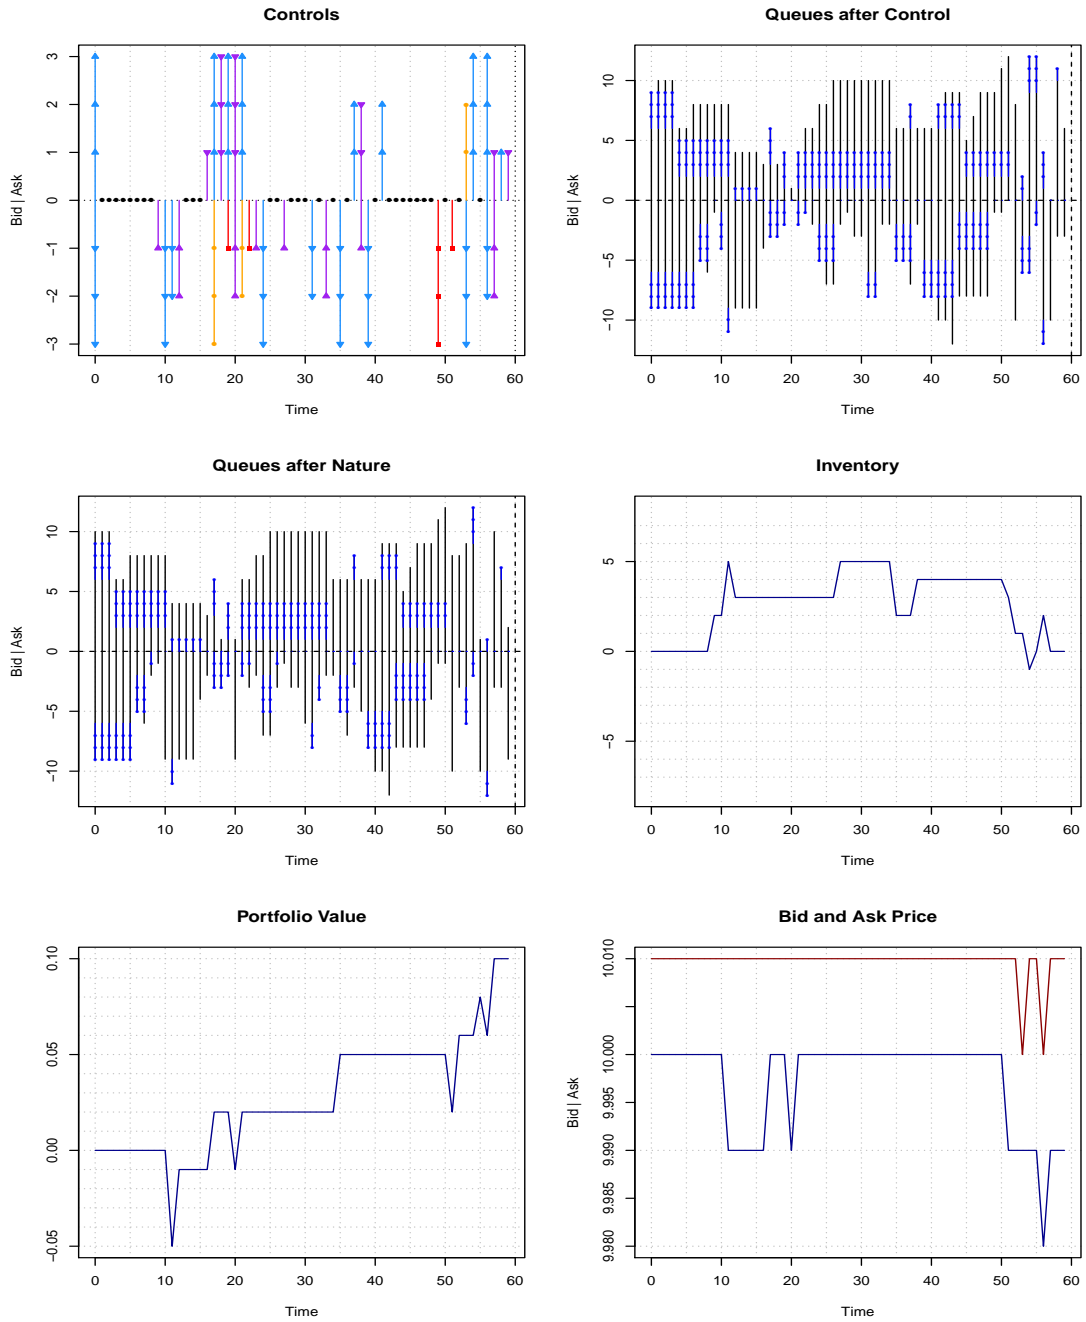 Controls
Bid | Ask
3
2
1
0
-1
-2
-3
0 10 20 30 40 50 60
Time
Queues after Control
Bid | Ask
10
5
0
-5
-10
0 10 20 30 40 50 60
Time
Queues after Nature
Bid | Ask
10
5
0
-5
-10
0 10 20 30 40 50 60
Time
Inventory
5
0
-5
0 10 20 30 40 50 60
Time
Portfolio Value
0.10
0.05
0.00
-0.05
0 10 20 30 40 50 60
Time
Bid and Ask Price
Bid | Ask
10.010
10.000
9.995
9.990
9.985
9.980
0 10 20 30 40 50 60
Time